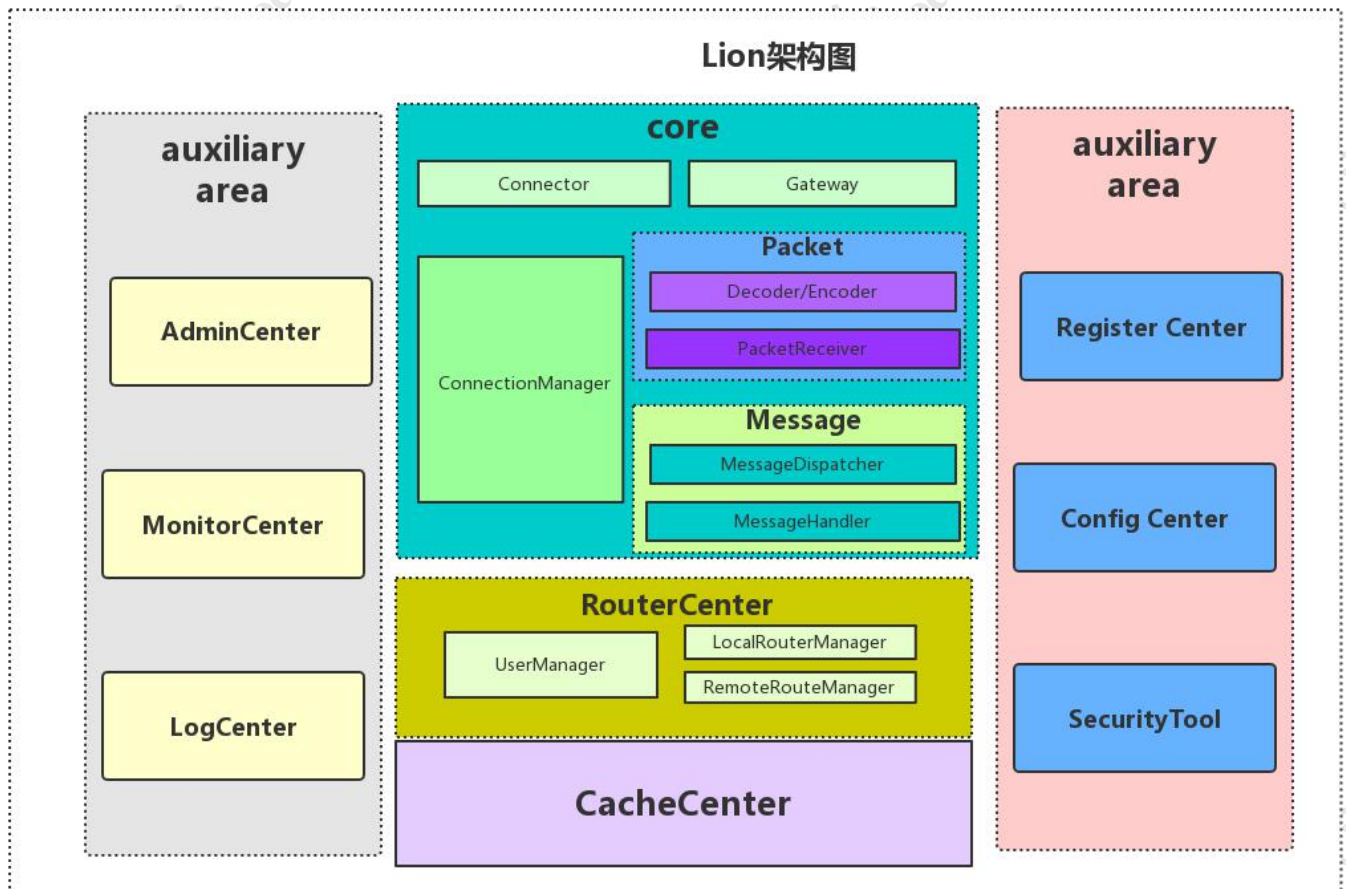 Lion架构图
auxiliary
area
AdminCenter
MonitorCenter
LogCenter
core
Connector
Gateway
ConnectionManager
Packet
Decoder/Encoder
PacketReceiver
Message
MessageDispatcher
MessageHandler
RouterCenter
UserManager
LocalRouterManager
RemoteRouteManager
CacheCenter
auxiliary
area
Register Center
Config Center
SecurityTool